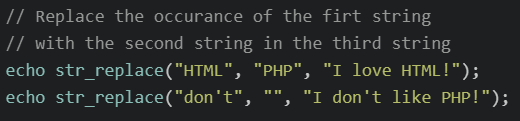 // Replace the occurance of the firt string
// with the second string in the third string
echo str_replace("HTML", "PHP", "I love HTML!");
echo str_replace("don't", "", "I don't like PHP!");